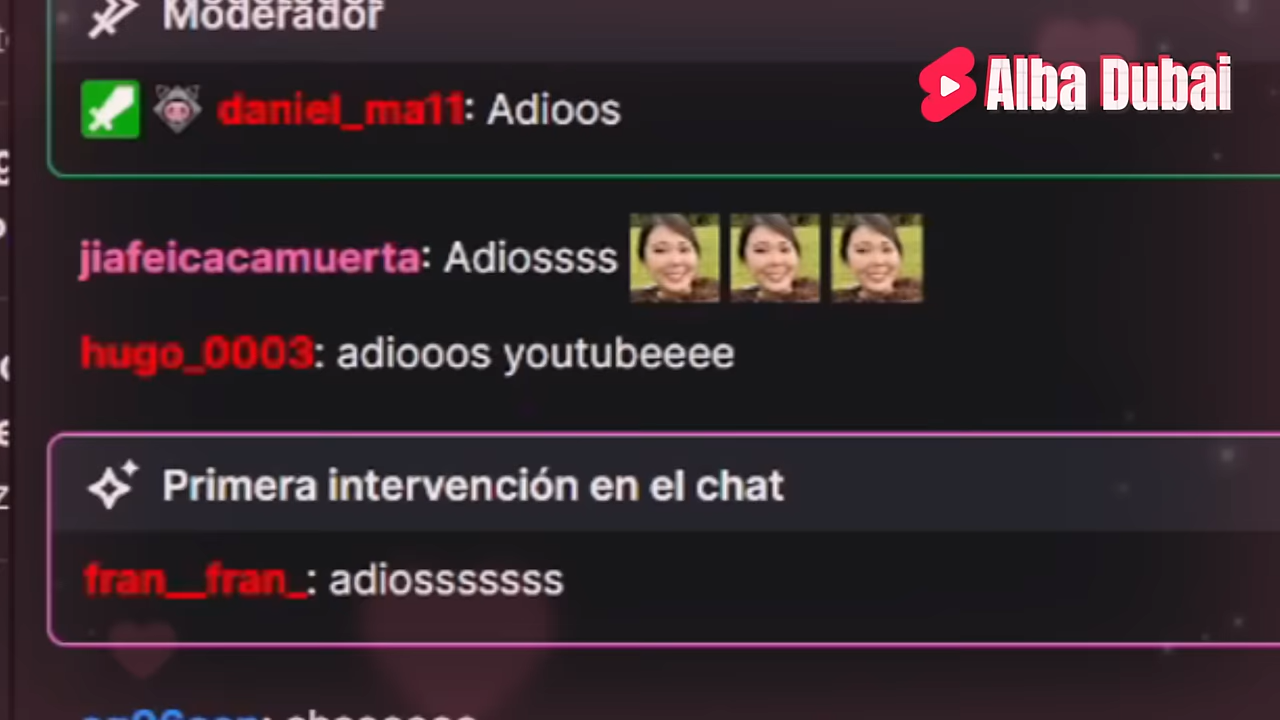 Moderador
Alba Dubai
daniel_ma11: Adioos
jiafeicacamuerta: Adiossss
hugo_0003: adiooos youtubeeee
Primera intervención en el chat
fran__fran_: adiosssssss